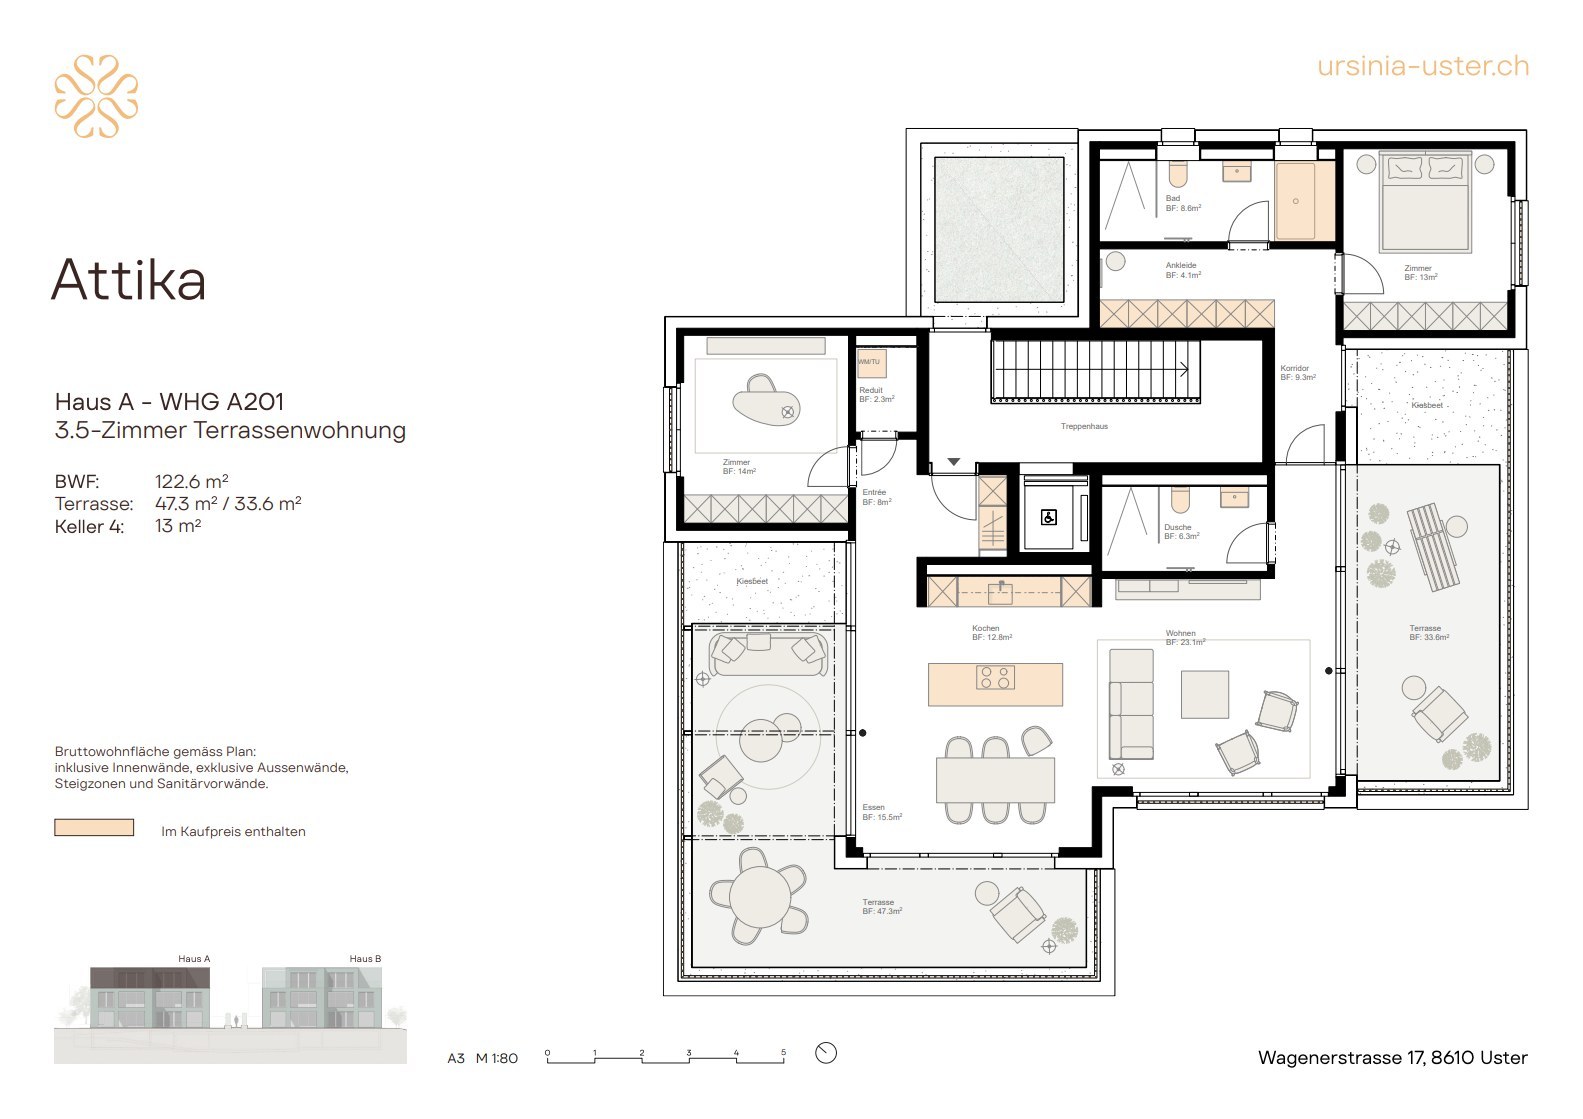 ursinia-uster.ch
Attika
Haus A - WHG A201
3.5-Zimmer Terrassenwohnung
BWF: 122.6 m²
Terrasse: 47.3 m² / 33.6 m²
Keller 4: 13 m²
Bruttowohnfläche gemäss Plan:
inklusive Innenwände, exklusive Aussenwände,
Steigzonen und Sanitärvorwände.
Im Kaufpreis enthalten
Haus A
Haus B
A3 M 1:80
0 1 2 3 4 5
Wagenerstrasse 17, 8610 Uster
Bad
BF: 8.6m²
Ankleide
BF: 4.1m²
Zimmer
BF: 13m²
WM/TU
Reduit
BF: 2.3m²
Korridor
BF: 9.3m²
Kiesbeet
Treppenhaus
Zimmer
BF: 14m²
Entrée
BF: 8m²
Dusche
BF: 6.3m²
Kiesbeet
Kochen
BF: 12.8m²
Wohnen
BF: 23.1m²
Terrasse
BF: 33.6m²
Essen
BF: 15.5m²
Terrasse
BF: 47.3m²